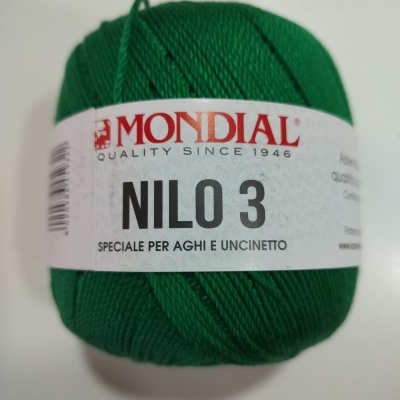 MONDIAL®
QUALITY SINCE 1946
NILO 3
SPECIALE PER AGHI E UNCINETTO